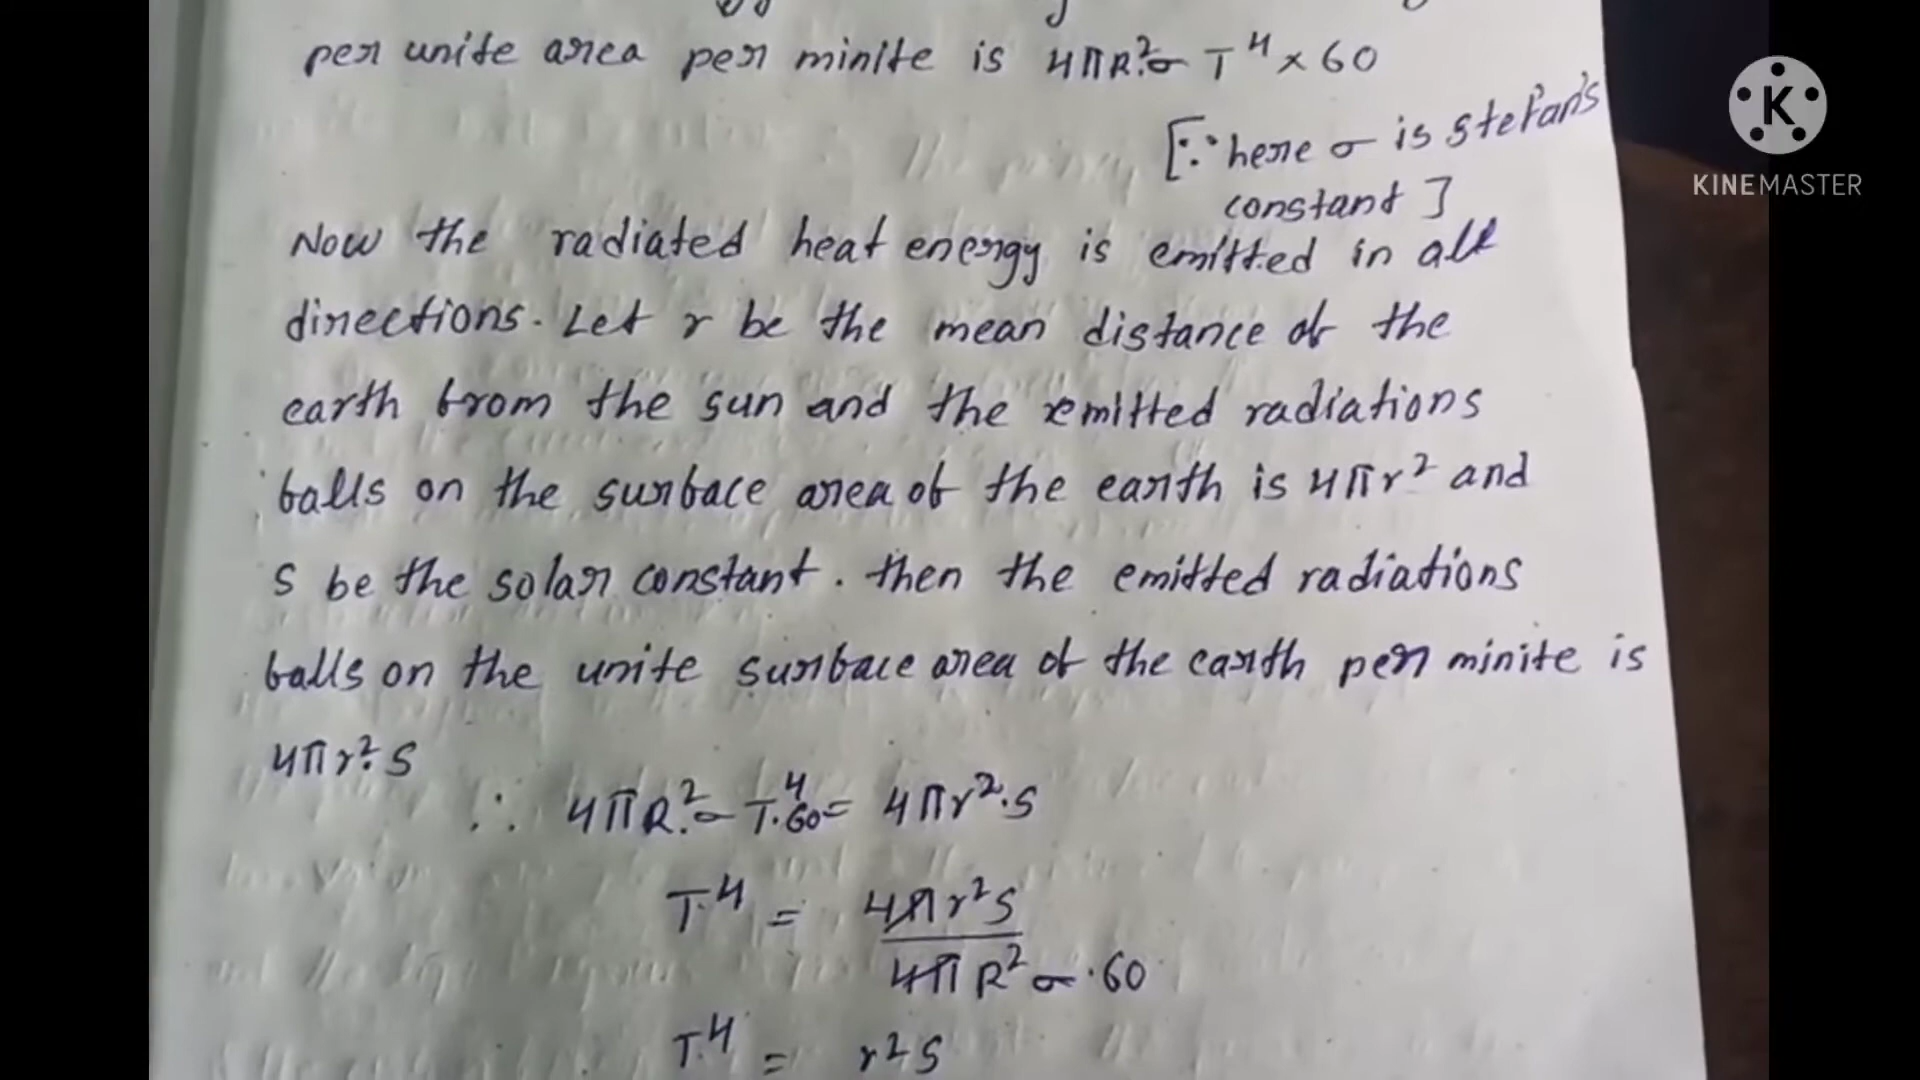 per unite area per minite is 4πR².σ T⁴ × 60
[∵ here σ is stefan's
constant ]
Now the radiated heat energy is emitted in all
directions. Let r be the mean distance of the
earth from the sun and the emitted radiations
falls on the surface area of the earth is 4πr² and
S be the solar constant. then the emitted radiations
falls on the unite surface area of the earth per minite is
4πr².S
∴ 4πR².σ T⁴.60 = 4πr².S
T⁴ = 4πr²S / 4πR²σ.60
T⁴ = r²S
K
KINEMASTER